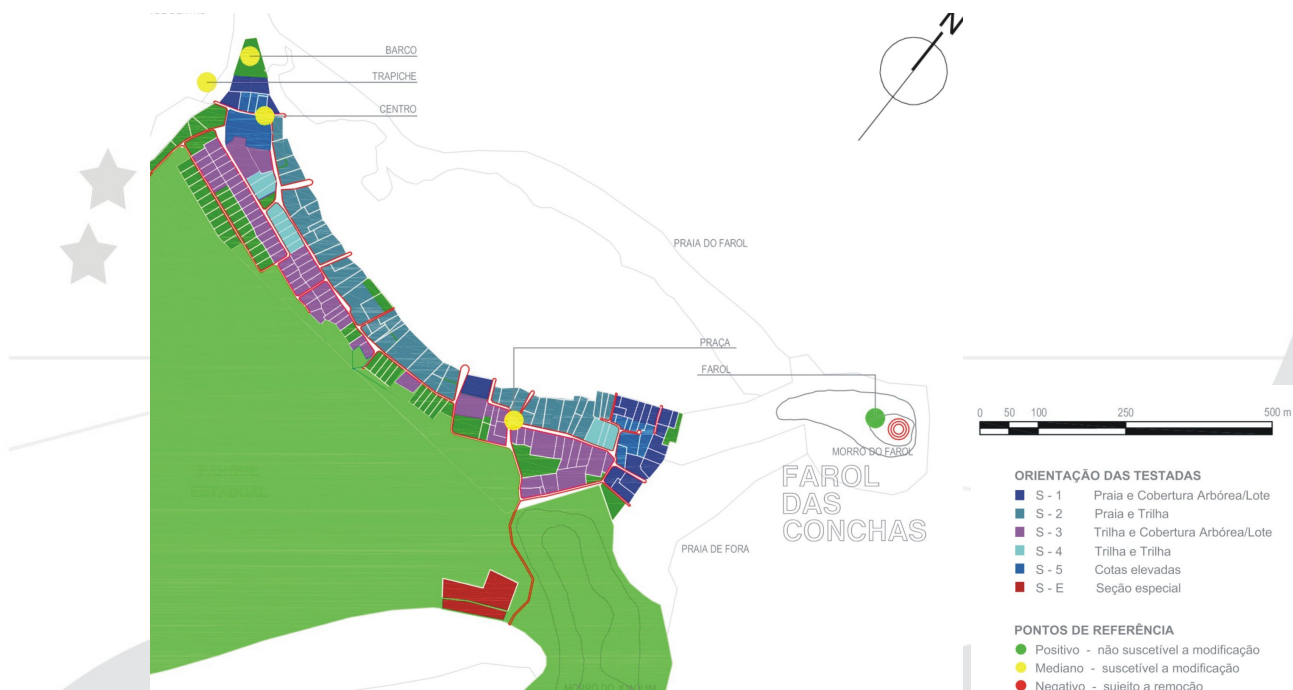 N
BARCO
TRAPICHE
CENTRO
PRAIA DO FAROL
PRAÇA
FAROL
MORRO DO FAROL
FAROL
DAS
CONCHAS
PRAIA DE FORA
ESTADUAL
0 50 100 250 500 m
ORIENTAÇÃO DAS TESTADAS
S - 1 Praia e Cobertura Arbórea/Lote
S - 2 Praia e Trilha
S - 3 Trilha e Cobertura Arbórea/Lote
S - 4 Trilha e Trilha
S - 5 Cotas elevadas
S - E Seção especial
PONTOS DE REFERÊNCIA
Positivo - não suscetível a modificação
Mediano - suscetível a modificação
Negativo - sujeito a remoção